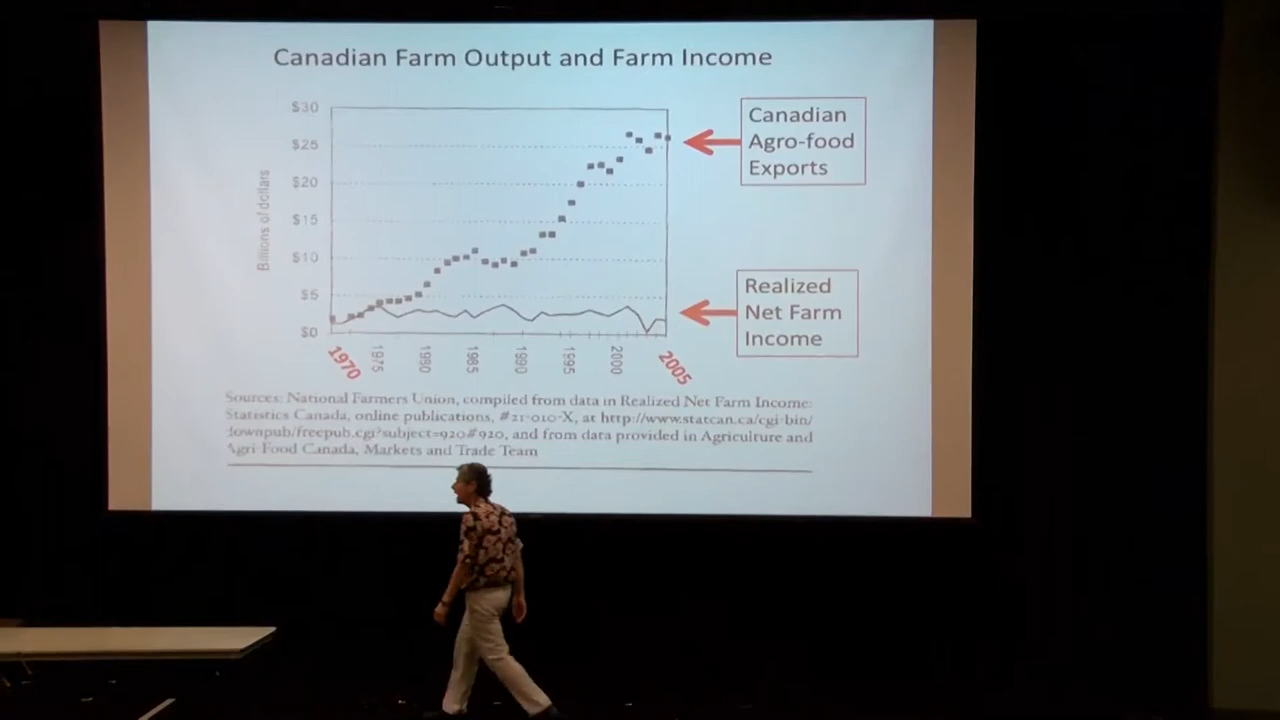 Canadian Farm Output and Farm Income
$30
$25
$20
$15
$10
$5
$0
Billions of dollars
1970
1975
1980
1985
1990
1995
2000
2005
Canadian
Agro-food
Exports
Realized
Net Farm
Income
Sources: National Farmers Union, compiled from data in Realized Net Farm Income:
Statistics Canada, online publications, #21-010-X, at http://www.statcan.ca/cgi-bin/
downpub/freepub.cgi?subject=920#920, and from data provided in Agriculture and
Agri-Food Canada, Markets and Trade Team